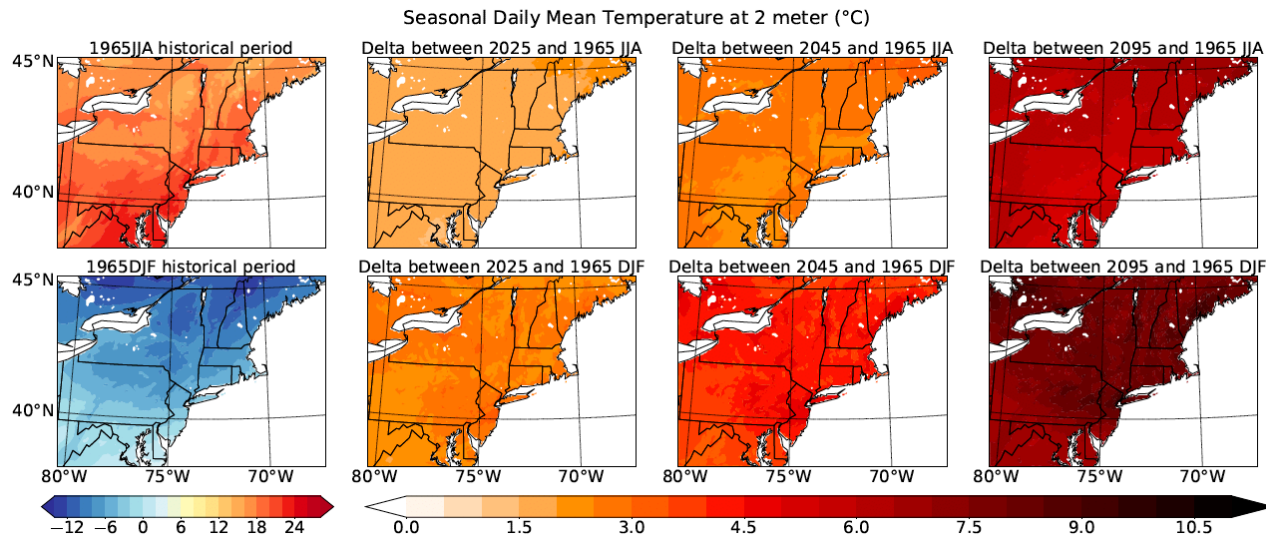 Seasonal Daily Mean Temperature at 2 meter (°C)
1965JJA historical period
Delta between 2025 and 1965 JJA
Delta between 2045 and 1965 JJA
Delta between 2095 and 1965 JJA
45°N
40°N
1965DJF historical period
Delta between 2025 and 1965 DJF
Delta between 2045 and 1965 DJF
Delta between 2095 and 1965 DJF
45°N
40°N
80°W 75°W 70°W 80°W 75°W 70°W 80°W 75°W 70°W 80°W 75°W 70°W
−12 −6 0 6 12 18 24
0.0 1.5 3.0 4.5 6.0 7.5 9.0 10.5